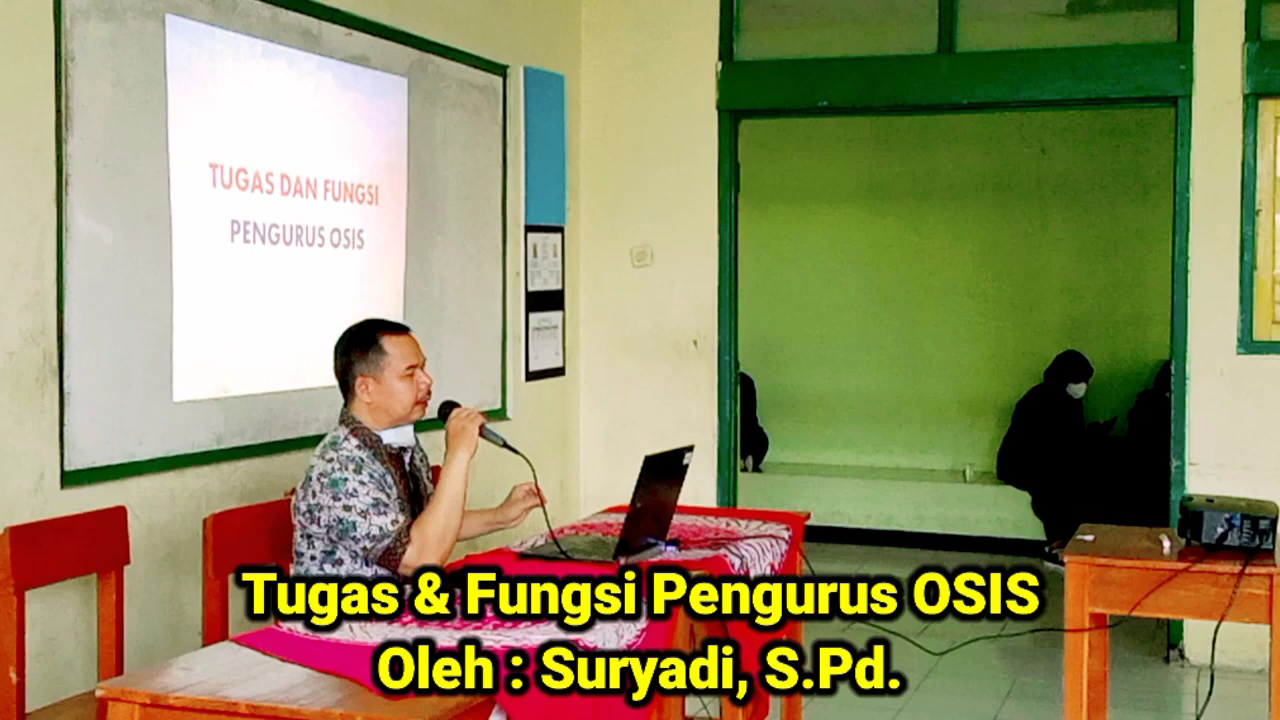 TUGAS DAN FUNGSI
PENGURUS OSIS
Tugas & Fungsi Pengurus OSIS
Oleh : Suryadi, S.Pd.